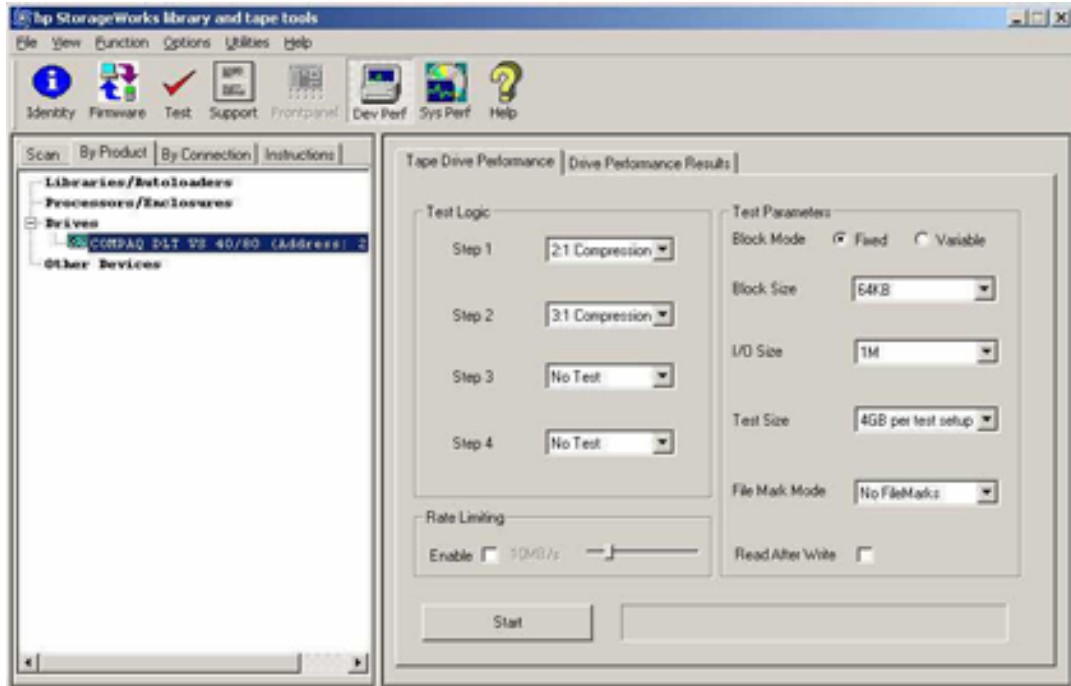 hp StorageWorks library and tape tools
File View Function Options Utilities Help
Identity Firmware Test Support Frontpanel Dev Perf Sys Perf Help
Scan By Product By Connection Instructions
Libraries/Autoloaders
Processors/Enclosures
Drives
COMPAQ DLT VS 40/80 (Address: 2
Other Devices
Tape Drive Performance Drive Performance Results
Test Logic
Step 1 2:1 Compression
Step 2 3:1 Compression
Step 3 No Test
Step 4 No Test
Rate Limiting
Enable 10MB/s
Start
Test Parameters
Block Mode Fixed Variable
Block Size 64KB
I/O Size 1M
Test Size 4GB per test setup
File Mark Mode No FileMarks
Read After Write